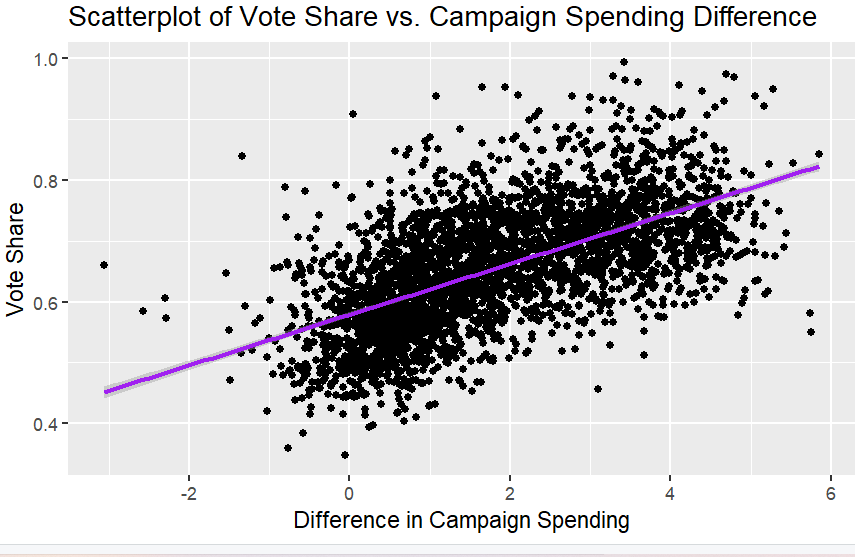 Scatterplot of Vote Share vs. Campaign Spending Difference
Vote Share
1.0
0.8
0.6
0.4
-2 0 2 4 6
Difference in Campaign Spending